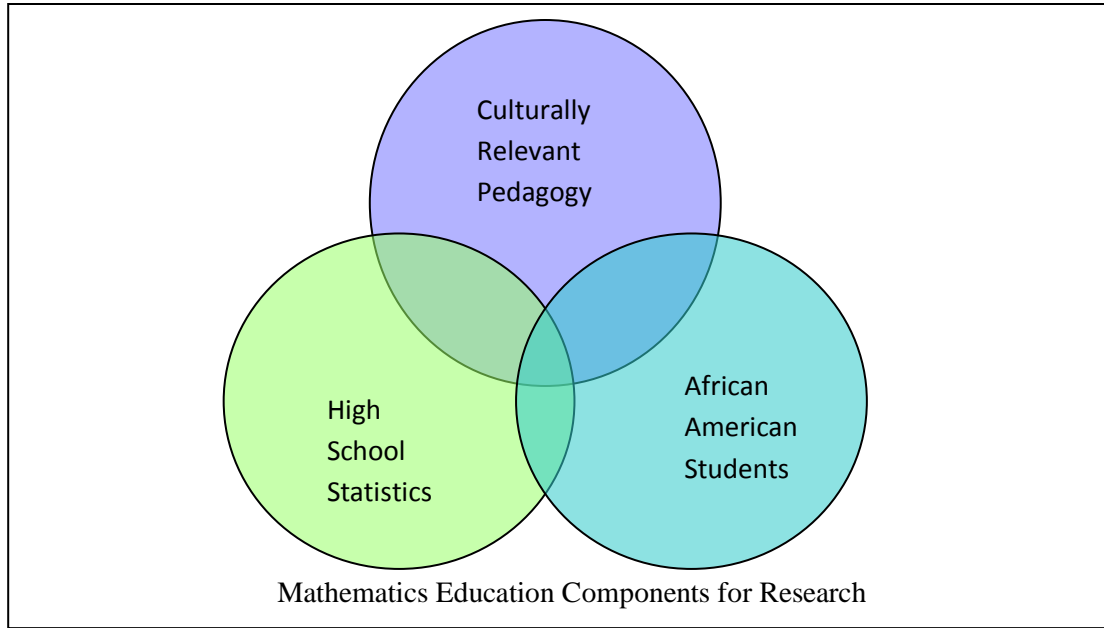 Culturally
Relevant
Pedagogy
High
School
Statistics
African
American
Students
Mathematics Education Components for Research